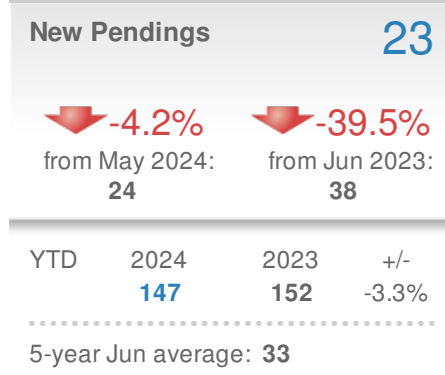 New Pendings 23
-4.2% -39.5%
from May 2024: from Jun 2023:
24 38
YTD 2024 2023 +/-
147 152 -3.3%
5-year Jun average: 33